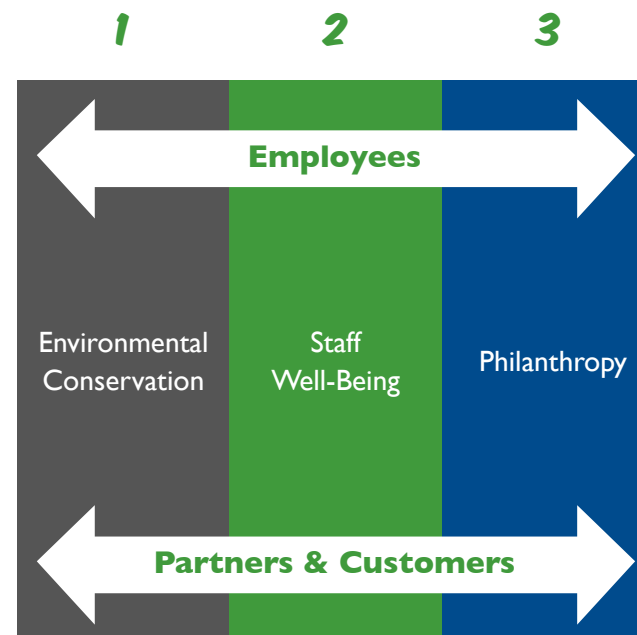 1 2 3
Employees
Environmental
Conservation
Staff
Well-Being
Philanthropy
Partners & Customers